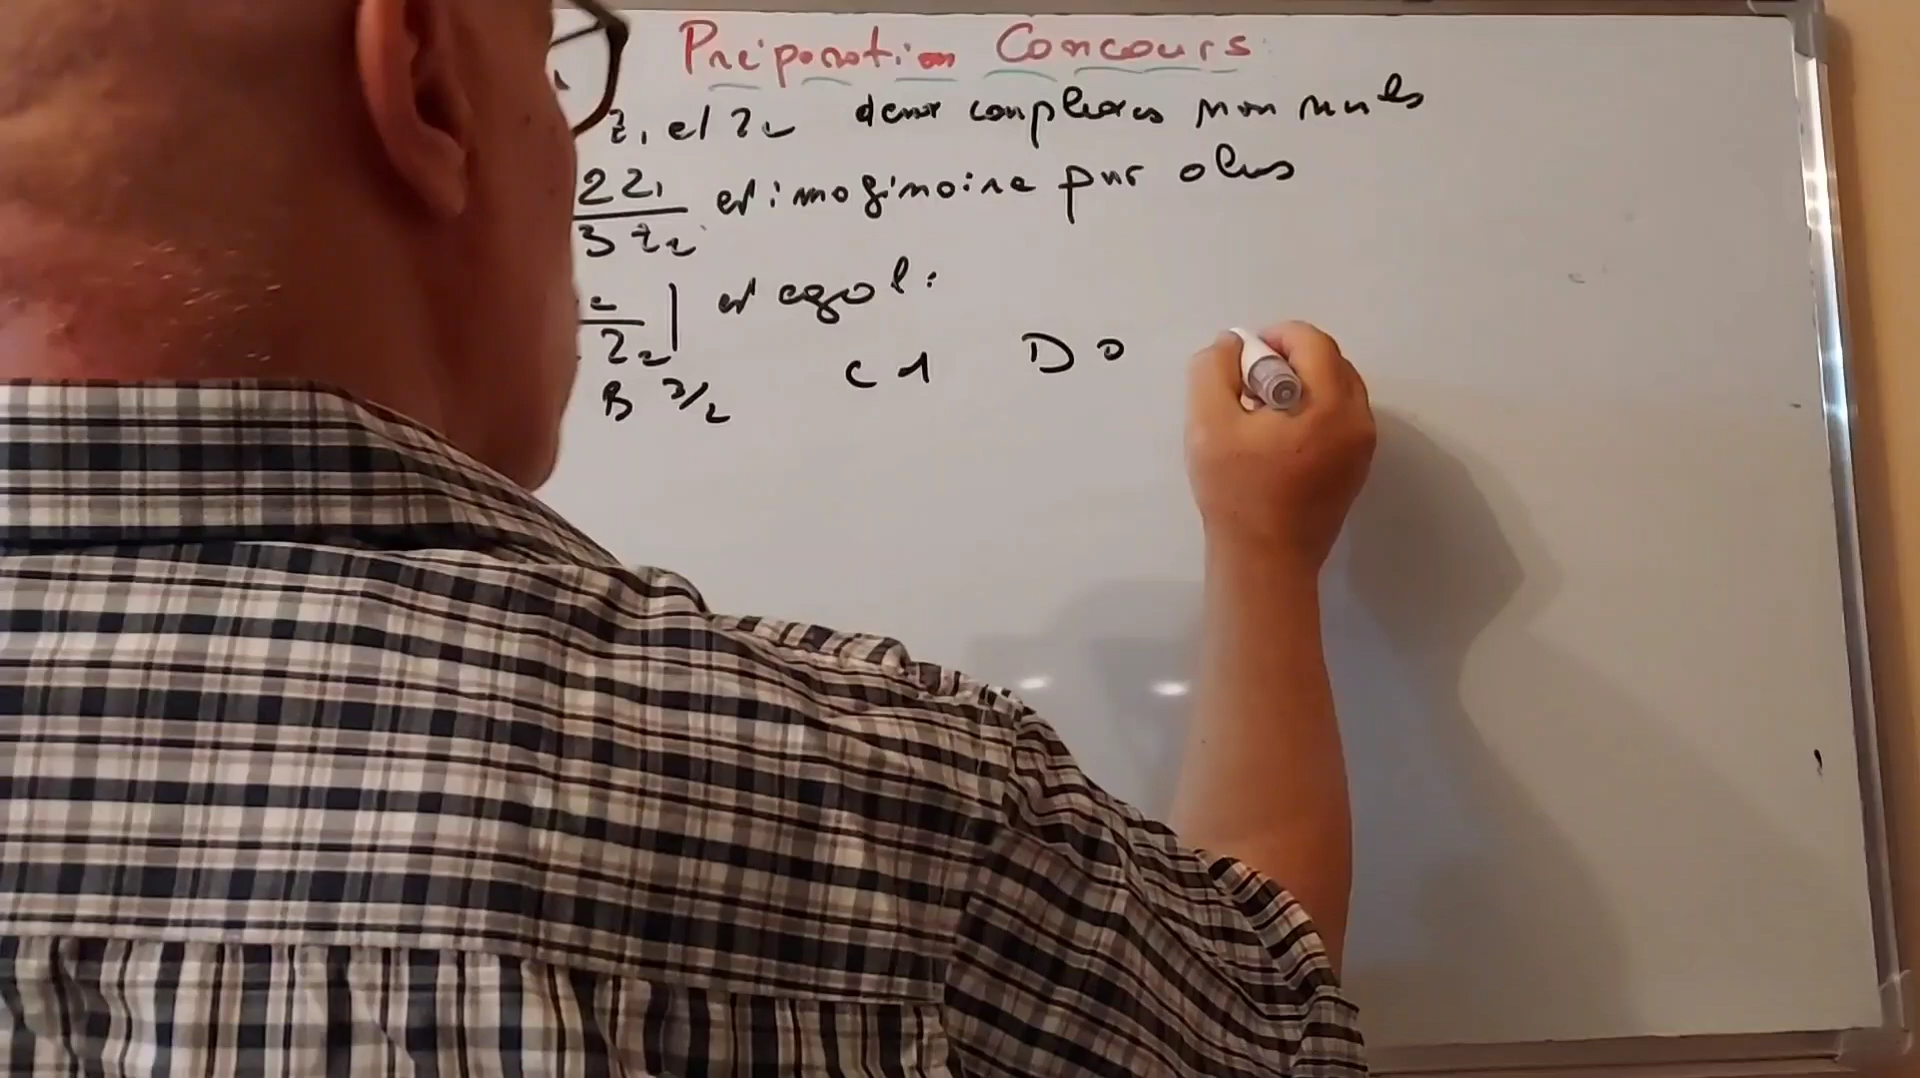 Préparation Concours
z₁ et z₂ deux complexes non nuls
2z₁ / 3z₂ est imaginaire pur alors
z₂| est egal :
B 3/2 C 1 D 0